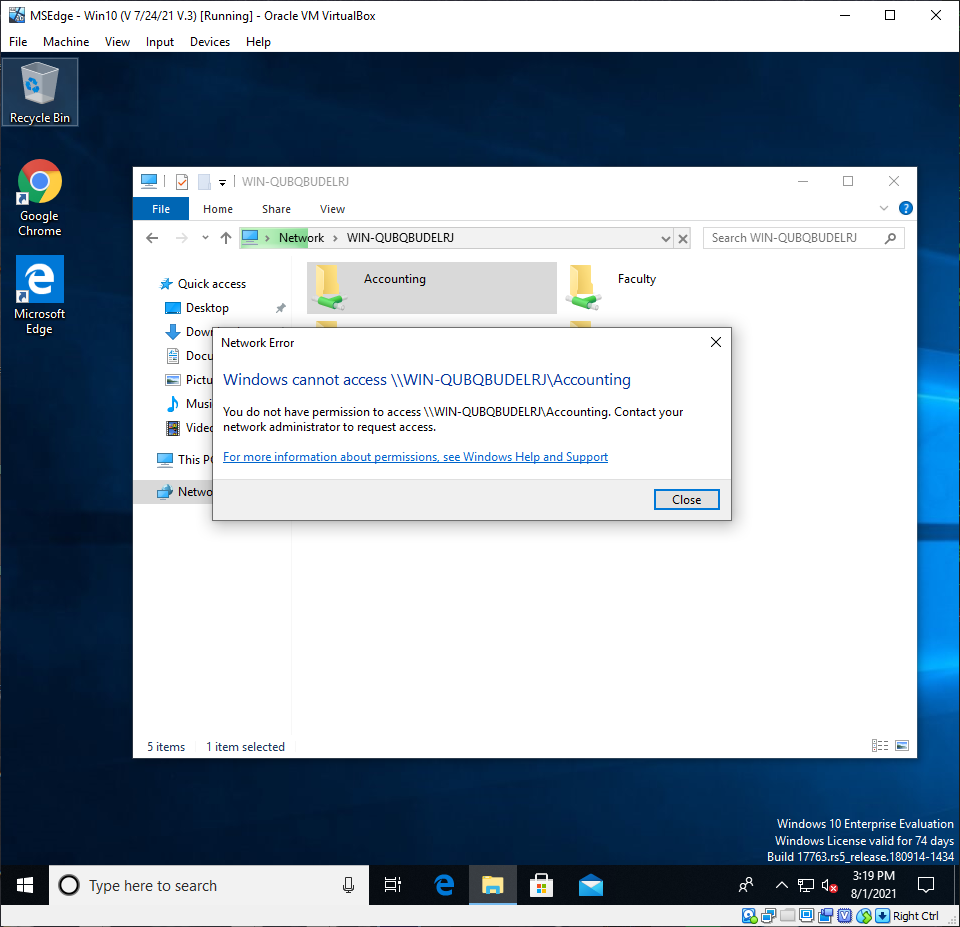 MSEdge - Win10 (V 7/24/21 V.3) [Running] - Oracle VM VirtualBox
File Machine View Input Devices Help
Recycle Bin
Google
Chrome
Microsoft
Edge
WIN-QUBQBUDELRJ
File Home Share View
Network WIN-QUBQBUDELRJ
Search WIN-QUBQBUDELRJ
Quick access
Desktop
Down
Docu
Pictu
Musi
Video
This P
Netwo
Accounting
Faculty
Network Error
Windows cannot access \\WIN-QUBQBUDELRJ\Accounting
You do not have permission to access \\WIN-QUBQBUDELRJ\Accounting. Contact your
network administrator to request access.
For more information about permissions, see Windows Help and Support
Close
5 items 1 item selected
Windows 10 Enterprise Evaluation
Windows License valid for 74 days
Build 17763.rs5_release.180914-1434
Type here to search
3:19 PM
8/1/2021
Right Ctrl